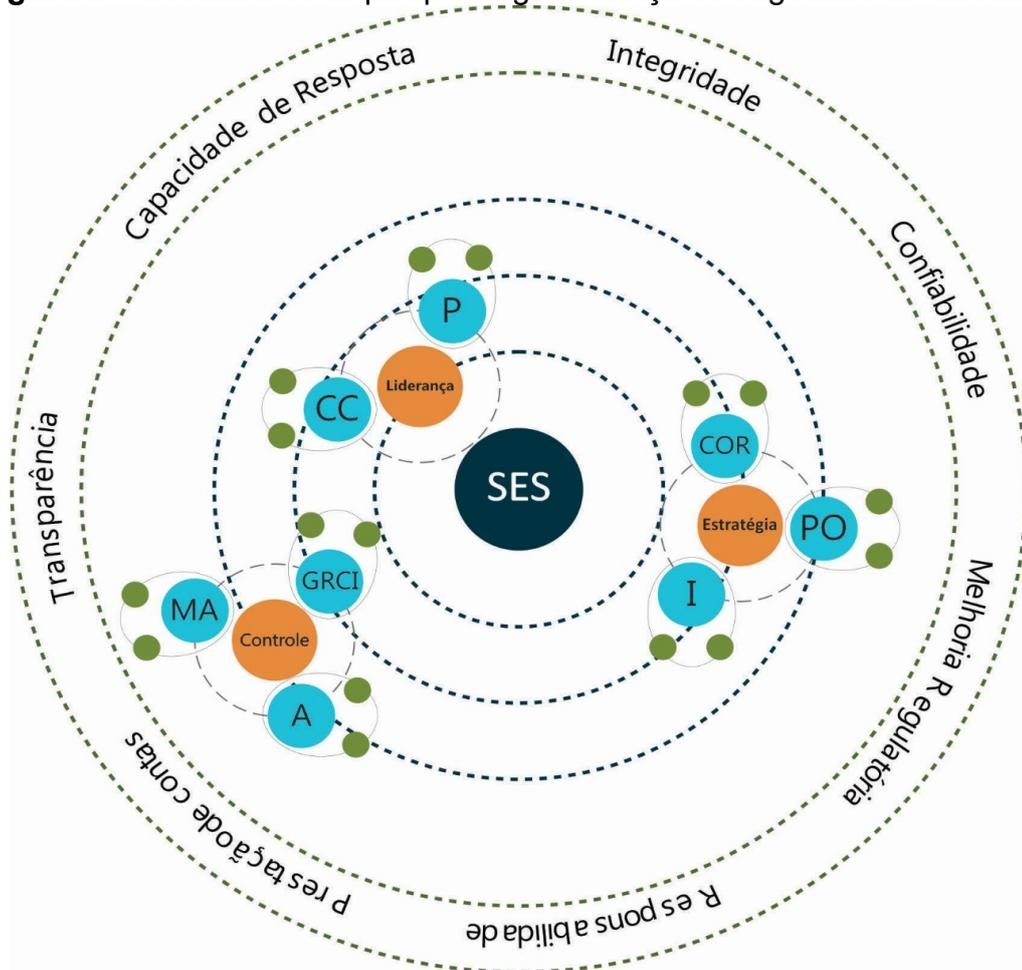 Capacidade de Resposta
Integridade
Confiabilidade
Melhoria Regulatória
Responsabilidade
Prestação de contas
Transparência
P
Liderança
CC
SES
COR
Estratégia
PO
I
GRCI
MA
Controle
A